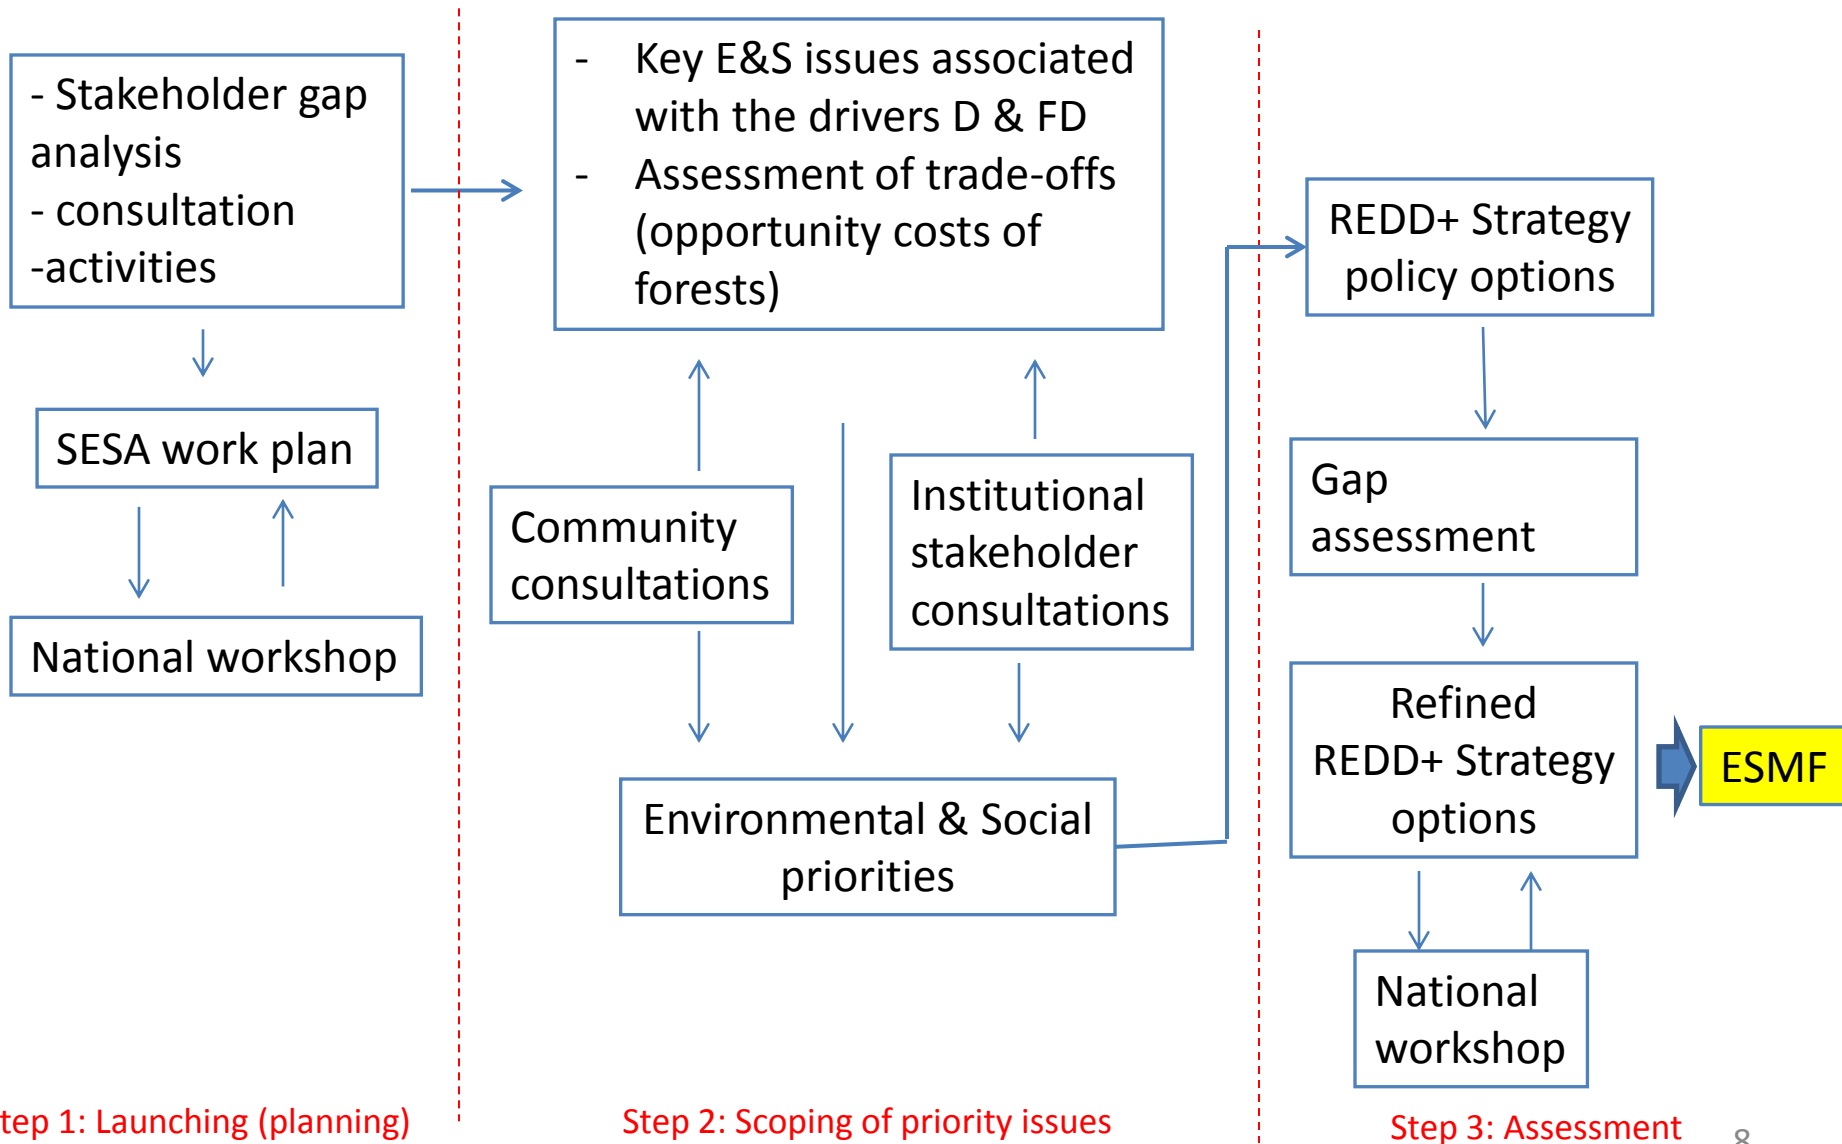 - Stakeholder gap
analysis
- consultation
-activities
SESA work plan
National workshop
tep 1: Launching (planning)
- Key E&S issues associated
with the drivers D & FD
- Assessment of trade-offs
(opportunity costs of
forests)
Community
consultations
Institutional
stakeholder
consultations
Environmental & Social
priorities
Step 2: Scoping of priority issues
REDD+ Strategy
policy options
Gap
assessment
Refined
REDD+ Strategy
options
ESMF
National
workshop
Step 3: Assessment
8